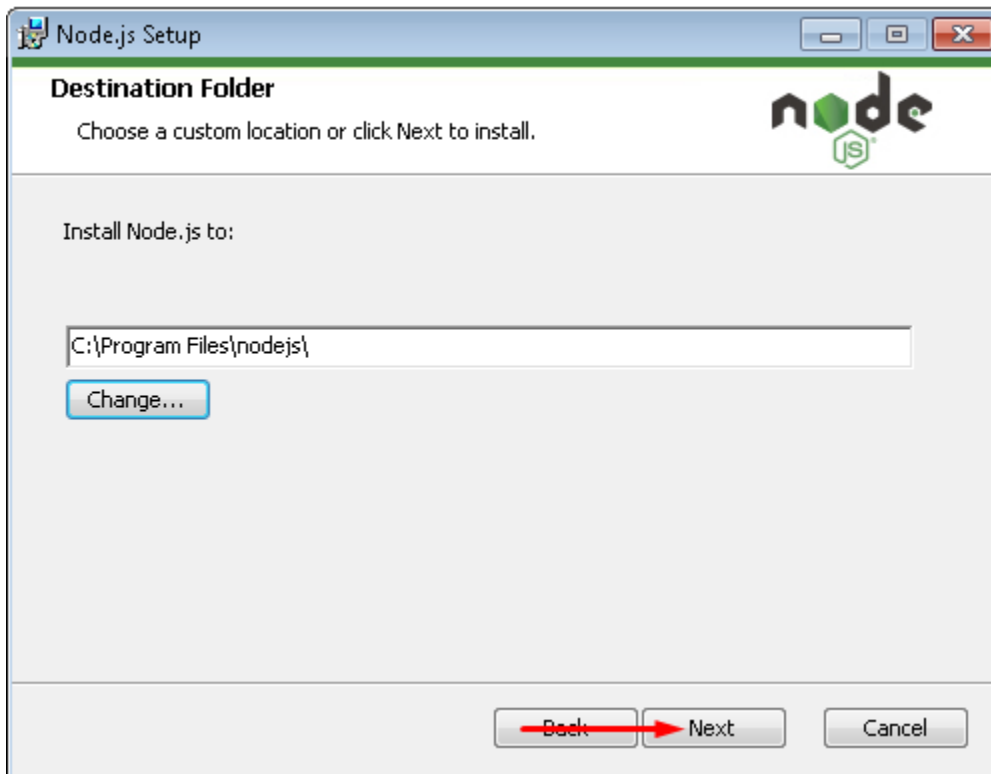 Node.js Setup
Destination Folder
Choose a custom location or click Next to install.
node
JS
Install Node.js to:
C:\Program Files\nodejs\
Change...
Back Next Cancel